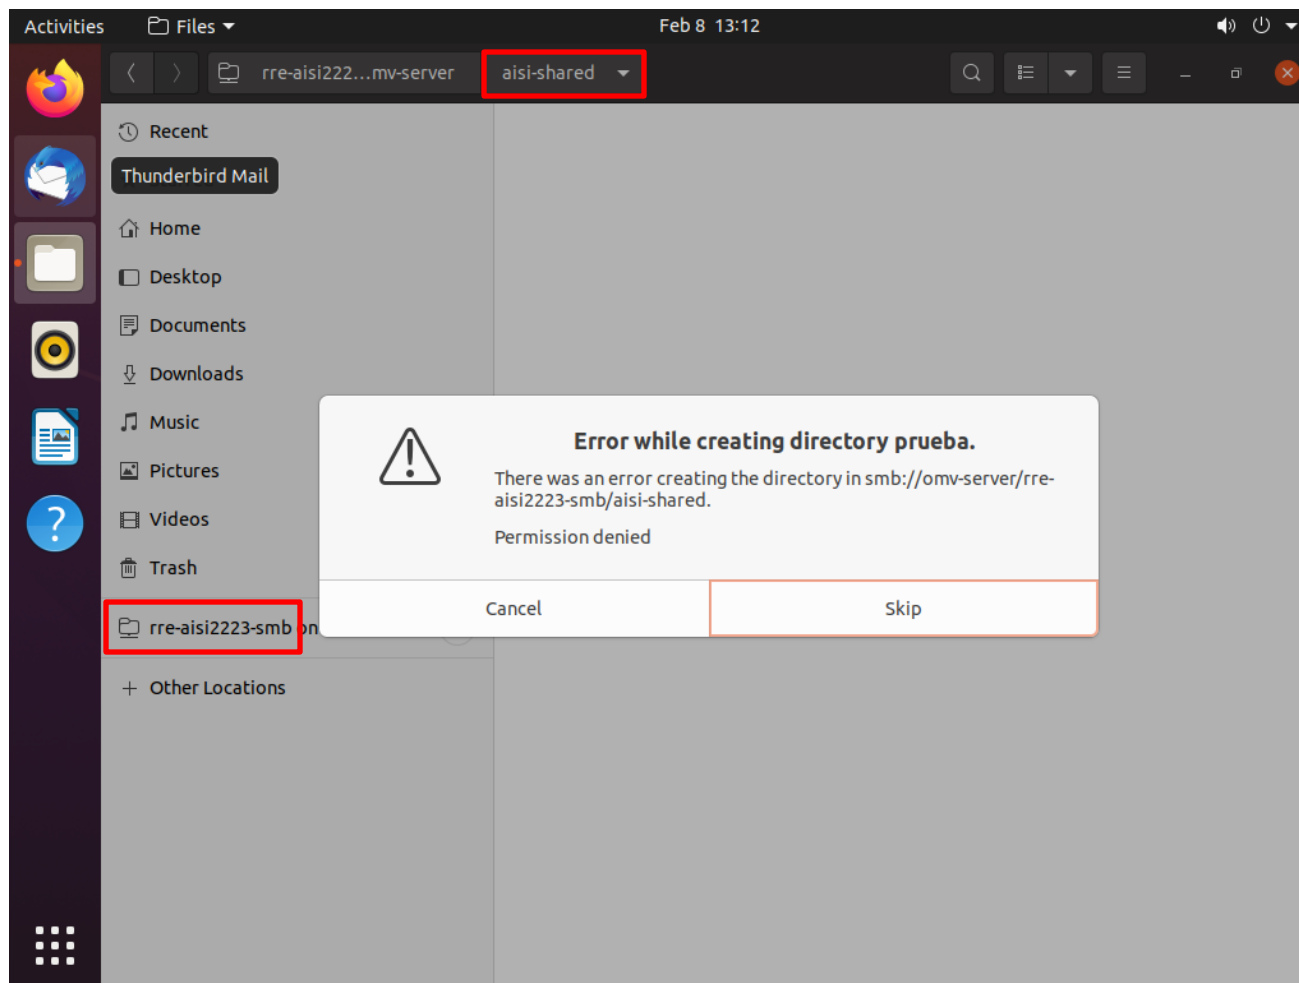 Activities
Files
Feb 8 13:12
rre-aisi222...mv-server
aisi-shared
Recent
Thunderbird Mail
Home
Desktop
Documents
Downloads
Music
Pictures
Videos
Trash
rre-aisi2223-smb on
Other Locations
Error while creating directory prueba.
There was an error creating the directory in smb://omv-server/rre-
aisi2223-smb/aisi-shared.
Permission denied
Cancel
Skip